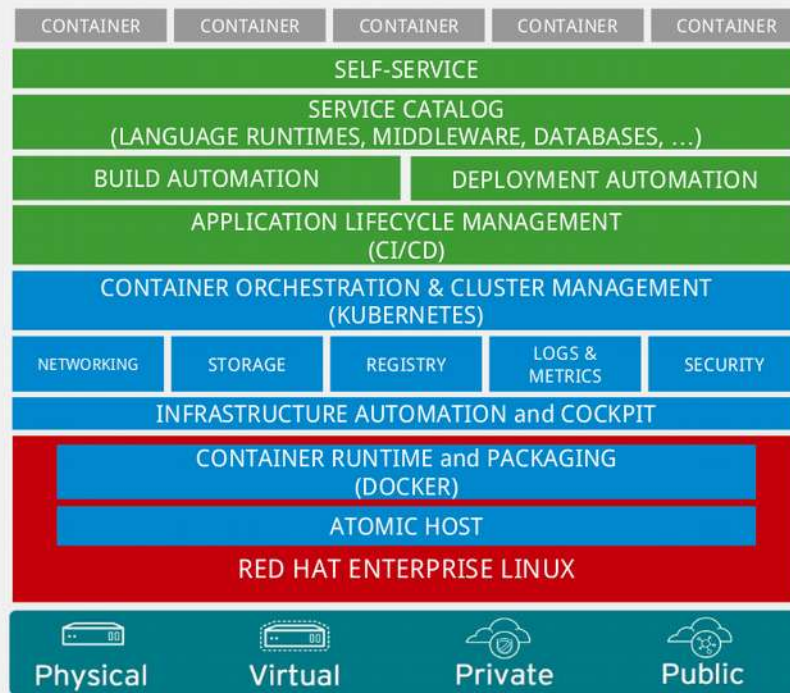 CONTAINER CONTAINER CONTAINER CONTAINER CONTAINER
SELF-SERVICE
SERVICE CATALOG
(LANGUAGE RUNTIMES, MIDDLEWARE, DATABASES, …)
BUILD AUTOMATION
DEPLOYMENT AUTOMATION
APPLICATION LIFECYCLE MANAGEMENT
(CI/CD)
CONTAINER ORCHESTRATION & CLUSTER MANAGEMENT
(KUBERNETES)
NETWORKING
STORAGE
REGISTRY
LOGS &
METRICS
SECURITY
INFRASTRUCTURE AUTOMATION and COCKPIT
CONTAINER RUNTIME and PACKAGING
(DOCKER)
ATOMIC HOST
RED HAT ENTERPRISE LINUX
Physical
Virtual
Private
Public